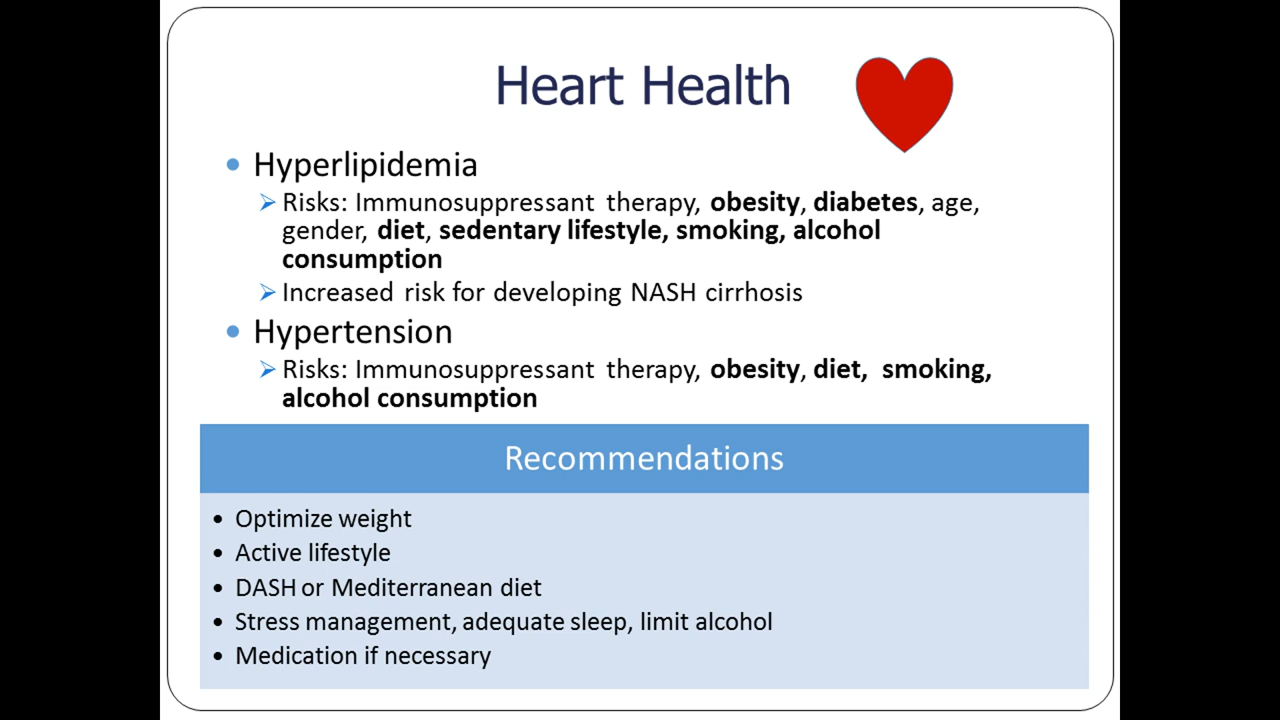 Heart Health
• Hyperlipidemia
➢ Risks: Immunosuppressant therapy, obesity, diabetes, age,
gender, diet, sedentary lifestyle, smoking, alcohol
consumption
➢ Increased risk for developing NASH cirrhosis
• Hypertension
➢ Risks: Immunosuppressant therapy, obesity, diet, smoking,
alcohol consumption
Recommendations
• Optimize weight
• Active lifestyle
• DASH or Mediterranean diet
• Stress management, adequate sleep, limit alcohol
• Medication if necessary